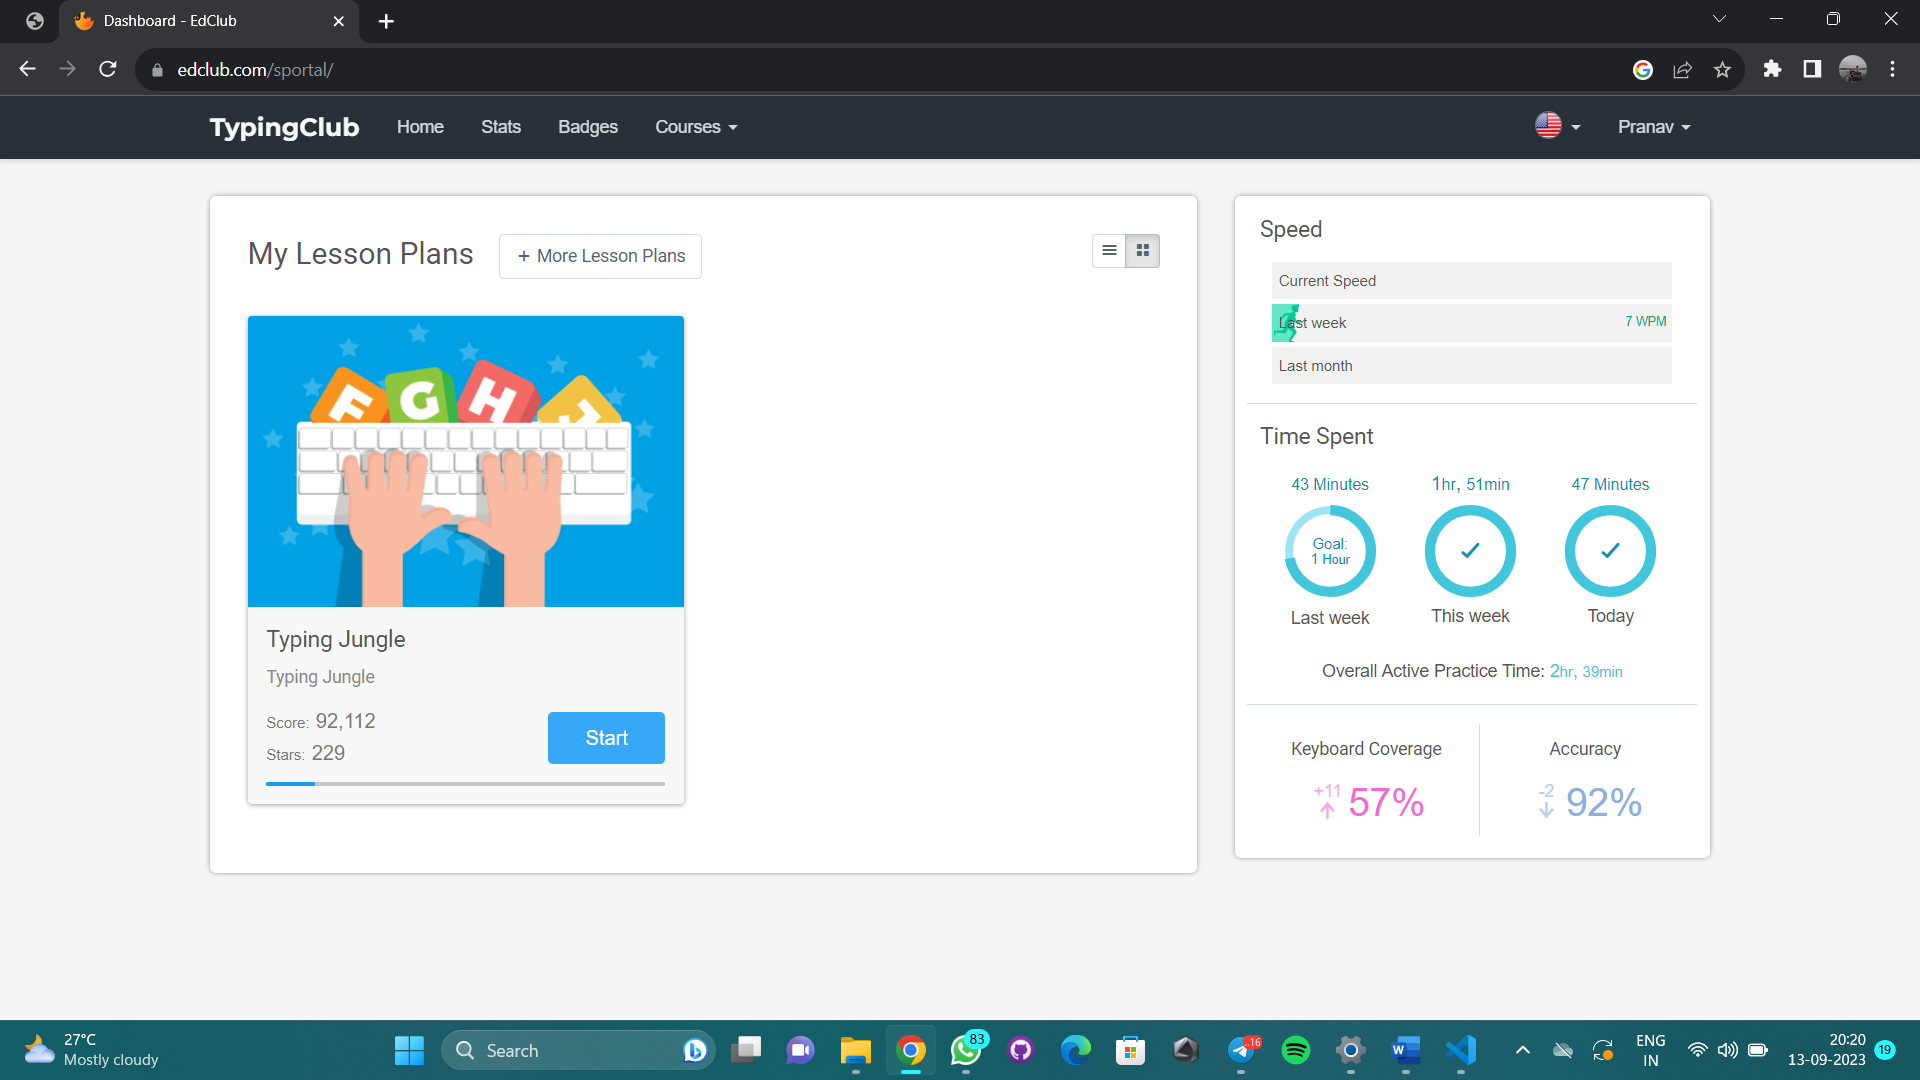 Dashboard - EdClub
edclub.com/sportal/
TypingClub Home Stats Badges Courses Pranav
My Lesson Plans
+ More Lesson Plans
F G H J
Typing Jungle
Typing Jungle
Score: 92,112
Stars: 229
Start
Speed
Current Speed
Last week 7 WPM
Last month
Time Spent
43 Minutes 1hr, 51min 47 Minutes
Goal:
1 Hour
Last week This week Today
Overall Active Practice Time: 2hr, 39min
Keyboard Coverage Accuracy
+11 57% -2 92%
27°C
Mostly cloudy
Search
83
..16
ENG
IN
20:20
13-09-2023
19